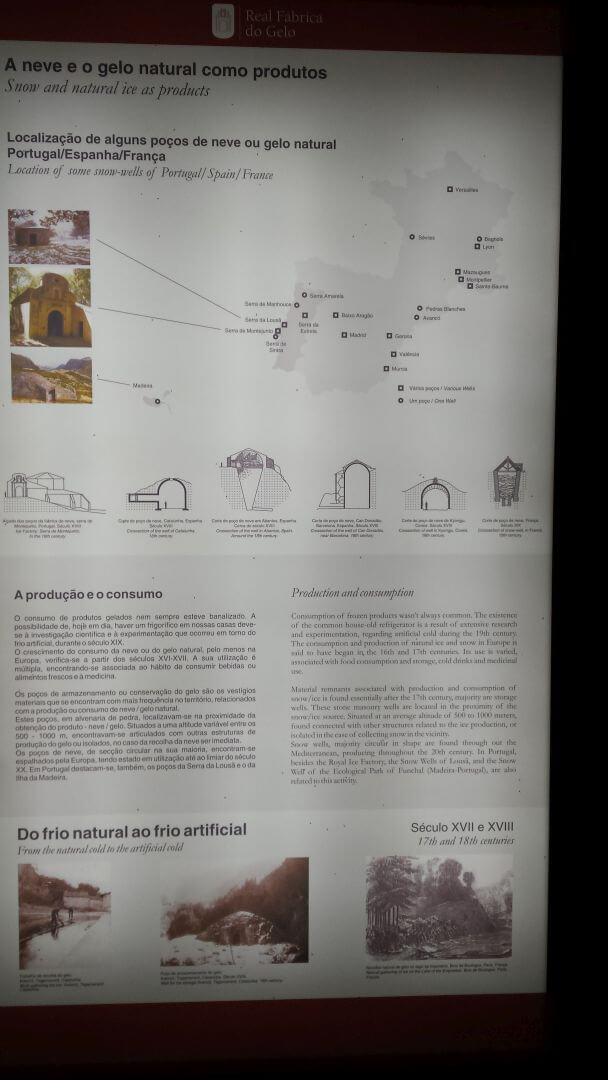 Real Fábrica
do Gelo
A neve e o gelo natural como produtos
Snow and natural ice as products
Localização de alguns poços de neve ou gelo natural
Portugal/Espanha/França
Location of some snow-wells of Portugal/Spain/France
Versailles
Sévies
Bagnols
Lyon
Mazaugues
Montpellier
Sainte-Baume
Serra Amarela
Serra de Manhouce
Pedras Blanches
Baixo Aragão
Avancó
Serra da Lousã
Serra da
Estrela
Serra de Montejunto
Madrid
Gerona
Serra de
Sintra
Valência
Múrcia
Madeira
Vários poços / Various Wells
Um poço / One Well
A produção e o consumo
O consumo de produtos gelados nem sempre esteve banalizado. A
possibilidade de, hoje em dia, haver um frigorífico em nossas casas deve-
se à investigação científica e à experimentação que ocorreu em torno do
frio artificial, durante o século XIX.
O crescimento do consumo da neve ou do gelo natural, pelo menos na
Europa, verifica-se a partir dos séculos XVI-XVII. A sua utilização é
múltipla, encontrando-se associada ao hábito de consumir bebidas ou
alimentos frescos e à medicina.
Os poços de armazenamento ou conservação do gelo são os vestígios
materiais que se encontram com mais frequência no território, relacionados
com a produção ou consumo de neve / gelo natural.
Estes poços, em alvenaria de pedra, localizavam-se na proximidade da
obtenção do produto - neve / gelo. Situados a uma altitude variável entre os
500 - 1000 m, encontravam-se articulados com outras estruturas de
produção do gelo ou isolados, no caso da recolha da neve ser imediata.
Os poços de neve, de secção circular na sua maioria, encontram-se
espalhados pela Europa, tendo estado em utilização até ao limiar do século
XX. Em Portugal destacam-se, também, os poços da Serra da Lousã e o da
Ilha da Madeira.
Production and consumption
Consumption of frozen products wasn't always common. The existence
of the common house-old refrigerator is a result of extensive research
and experimentation, regarding artificial cold during the 19th century.
The consumption and production of natural ice and snow in Europe is
said to have began in the 16th and 17th centuries. Its use is varied,
associated with food consumption and storage, cold drinks and medicinal
use.
Material remnants associated with production and consumption of
snow/ice is found essentially after the 17th century, majority are storage
wells. These stone masonry wells are located in the proximity of the
snow/ice source. Situated at an average altitude of 500 to 1000 meters,
found connected with other structures related to the ice production, or
isolated in the case of collecting snow in the vicinity.
Snow wells, majority circular in shape are found through out the
Mediterranean, producing throughout the 20th century. In Portugal,
besides the Royal Ice Factory, the Snow Wells of Lousã, and the Snow
Well of the Ecological Park of Funchal (Madeira-Portugal), are also
related to this activity.
Do frio natural ao frio artificial
From the natural cold to the artificial cold
Século XVII e XVIII
17th and 18th centuries